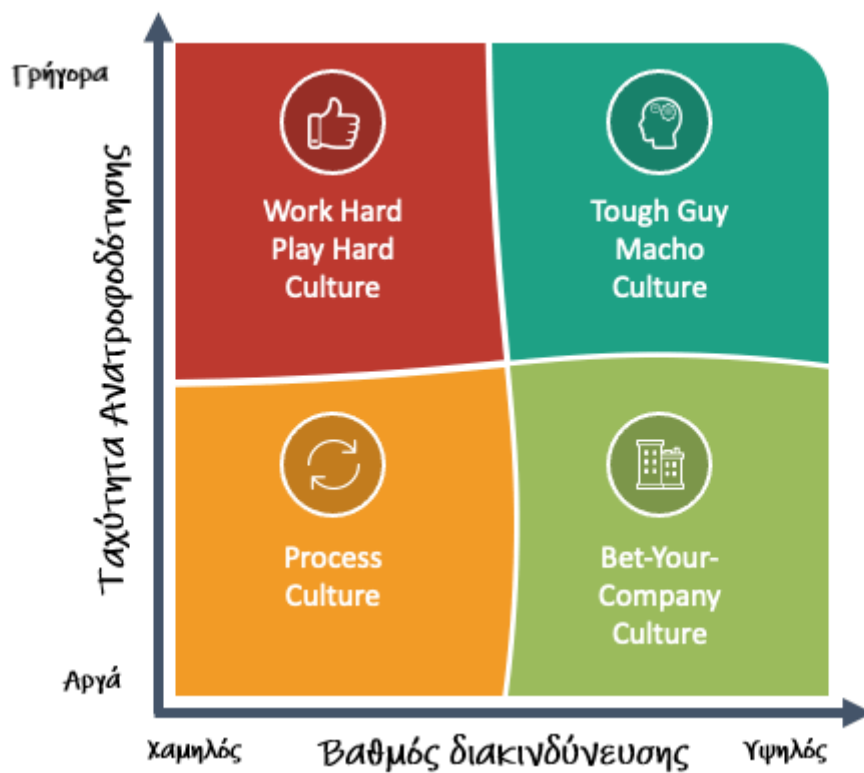 Γρήγορα
Ταχύτητα Ανατροφοδότησης
Work Hard
Play Hard
Culture
Tough Guy
Macho
Culture
Process
Culture
Bet-Your-
Company
Culture
Αργά
Χαμηλός
Βαθμός διακινδύνευσης
Υψηλός